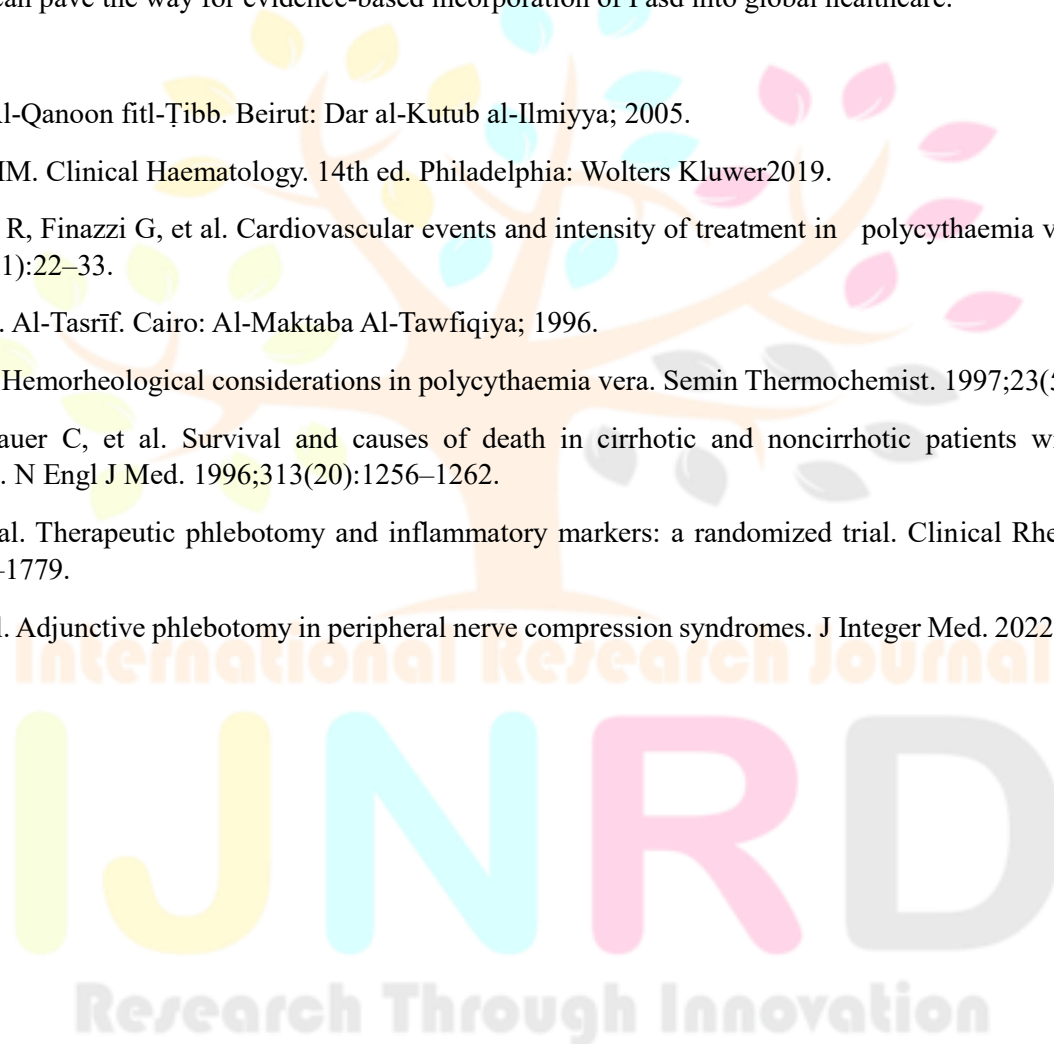 can pave the way for evidence-based incorporation of Fasd into global healthcare.
Al-Qanoon fitl-Ṭibb. Beirut: Dar al-Kutub al-Ilmiyya; 2005.
MM. Clinical Haematology. 14th ed. Philadelphia: Wolters Kluwer2019.
R, Finazzi G, et al. Cardiovascular events and intensity of treatment in polycythaemia v
1):22–33.
. Al-Tasrīf. Cairo: Al-Maktaba Al-Tawfiqiya; 1996.
Hemorheological considerations in polycythaemia vera. Semin Thermochemist. 1997;23(5
auer C, et al. Survival and causes of death in cirrhotic and noncirrhotic patients wi
. N Engl J Med. 1996;313(20):1256–1262.
al. Therapeutic phlebotomy and inflammatory markers: a randomized trial. Clinical Rhe
–1779.
l. Adjunctive phlebotomy in peripheral nerve compression syndromes. J Integer Med. 2022
International Research Journal
IJNRD
Research Through Innovation